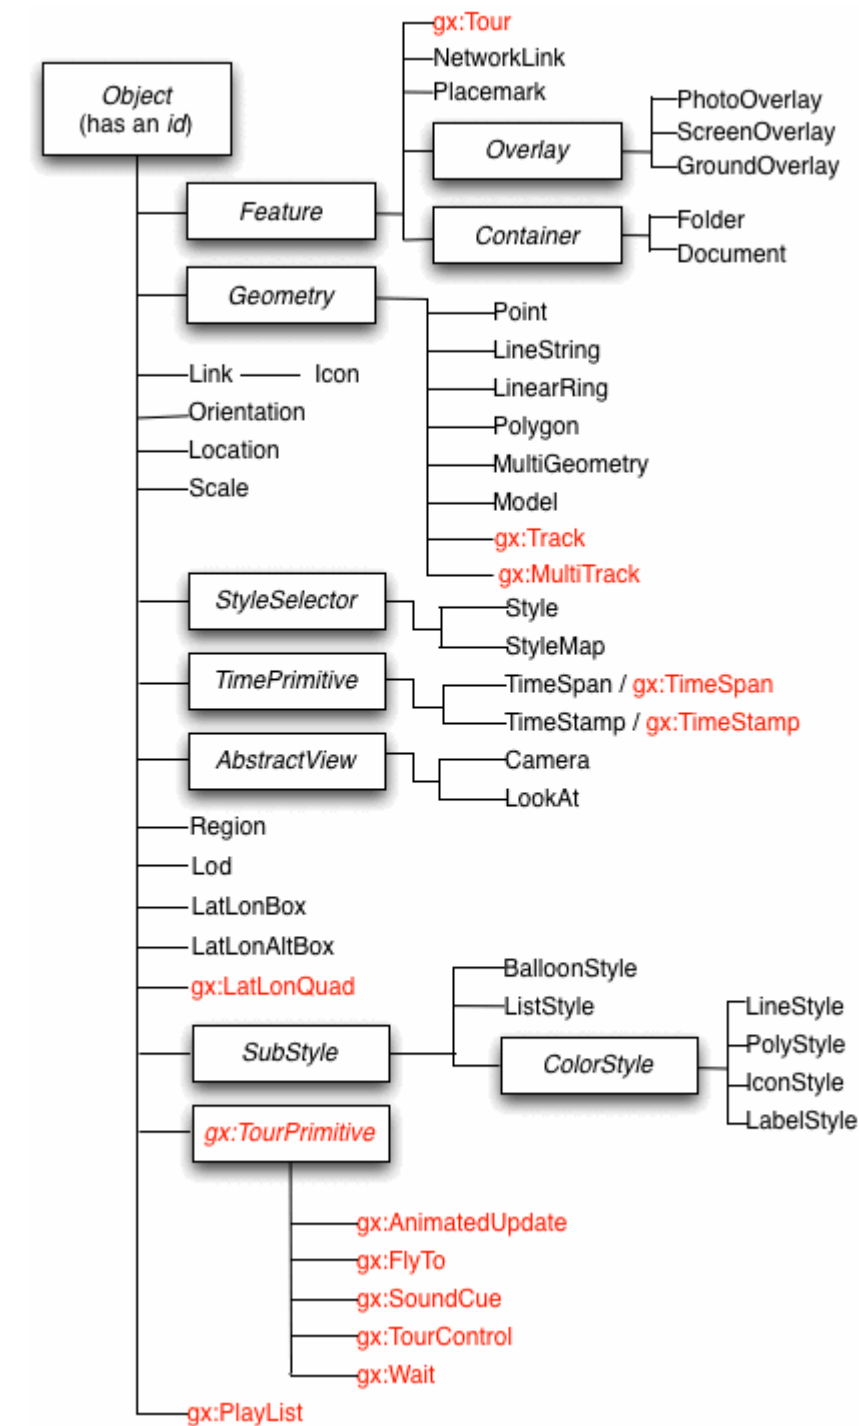 gx:Tour
NetworkLink
Placemark
Object
(has an id)
Overlay
PhotoOverlay
ScreenOverlay
GroundOverlay
Feature
Container
Folder
Document
Geometry
Point
LineString
LinearRing
Polygon
MultiGeometry
Model
gx:Track
gx:MultiTrack
Link Icon
Orientation
Location
Scale
StyleSelector
Style
StyleMap
TimePrimitive
TimeSpan / gx:TimeSpan
TimeStamp / gx:TimeStamp
AbstractView
Camera
LookAt
Region
Lod
LatLonBox
LatLonAltBox
gx:LatLonQuad
SubStyle
BalloonStyle
ListStyle
ColorStyle
LineStyle
PolyStyle
IconStyle
LabelStyle
gx:TourPrimitive
gx:AnimatedUpdate
gx:FlyTo
gx:SoundCue
gx:TourControl
gx:Wait
gx:PlayList